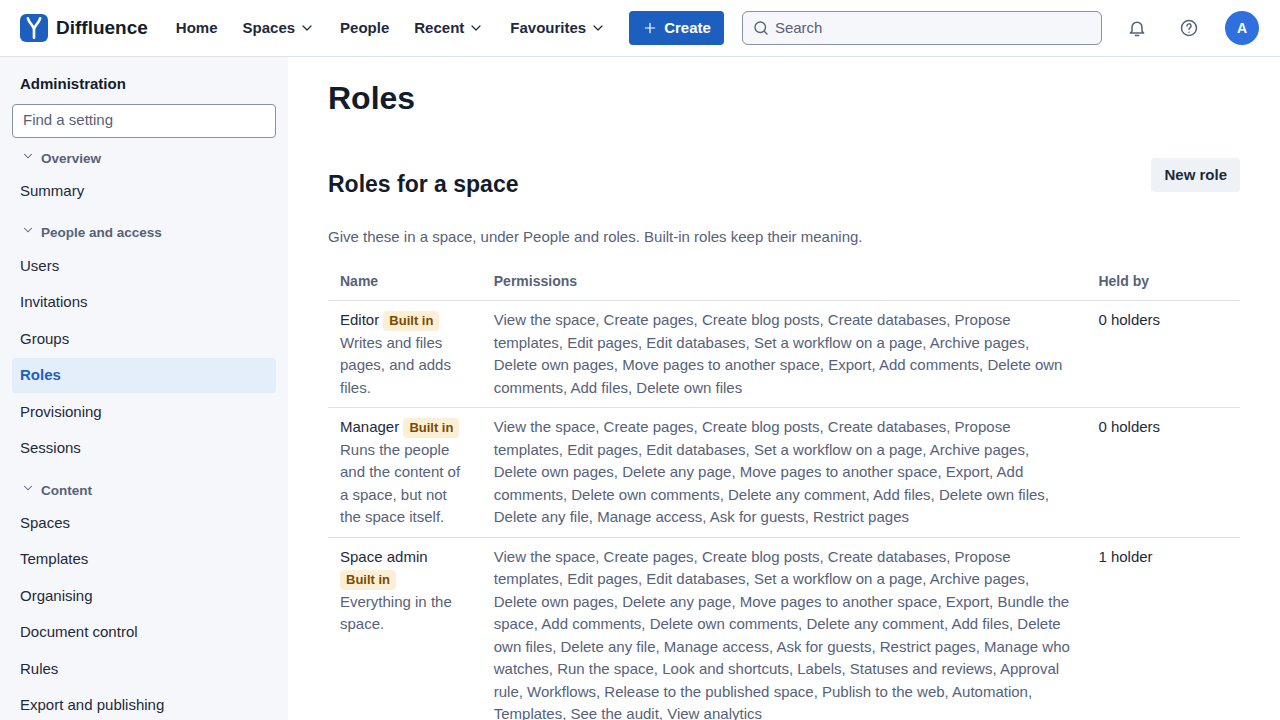 Diffluence Home Spaces People Recent Favourites Create Search A
Administration
Find a setting
Overview
Summary
People and access
Users
Invitations
Groups
Roles
Provisioning
Sessions
Content
Spaces
Templates
Organising
Document control
Rules
Export and publishing
Roles
Roles for a space
New role
Give these in a space, under People and roles. Built-in roles keep their meaning.
Name Permissions Held by
Editor Built in
Writes and files
pages, and adds
files.
View the space, Create pages, Create blog posts, Create databases, Propose
templates, Edit pages, Edit databases, Set a workflow on a page, Archive pages,
Delete own pages, Move pages to another space, Export, Add comments, Delete own
comments, Add files, Delete own files
0 holders
Manager Built in
Runs the people
and the content of
a space, but not
the space itself.
View the space, Create pages, Create blog posts, Create databases, Propose
templates, Edit pages, Edit databases, Set a workflow on a page, Archive pages,
Delete own pages, Delete any page, Move pages to another space, Export, Add
comments, Delete own comments, Delete any comment, Add files, Delete own files,
Delete any file, Manage access, Ask for guests, Restrict pages
0 holders
Space admin
Built in
Everything in the
space.
View the space, Create pages, Create blog posts, Create databases, Propose
templates, Edit pages, Edit databases, Set a workflow on a page, Archive pages,
Delete own pages, Delete any page, Move pages to another space, Export, Bundle the
space, Add comments, Delete own comments, Delete any comment, Add files, Delete
own files, Delete any file, Manage access, Ask for guests, Restrict pages, Manage who
watches, Run the space, Look and shortcuts, Labels, Statuses and reviews, Approval
rule, Workflows, Release to the published space, Publish to the web, Automation,
Templates, See the audit, View analytics
1 holder